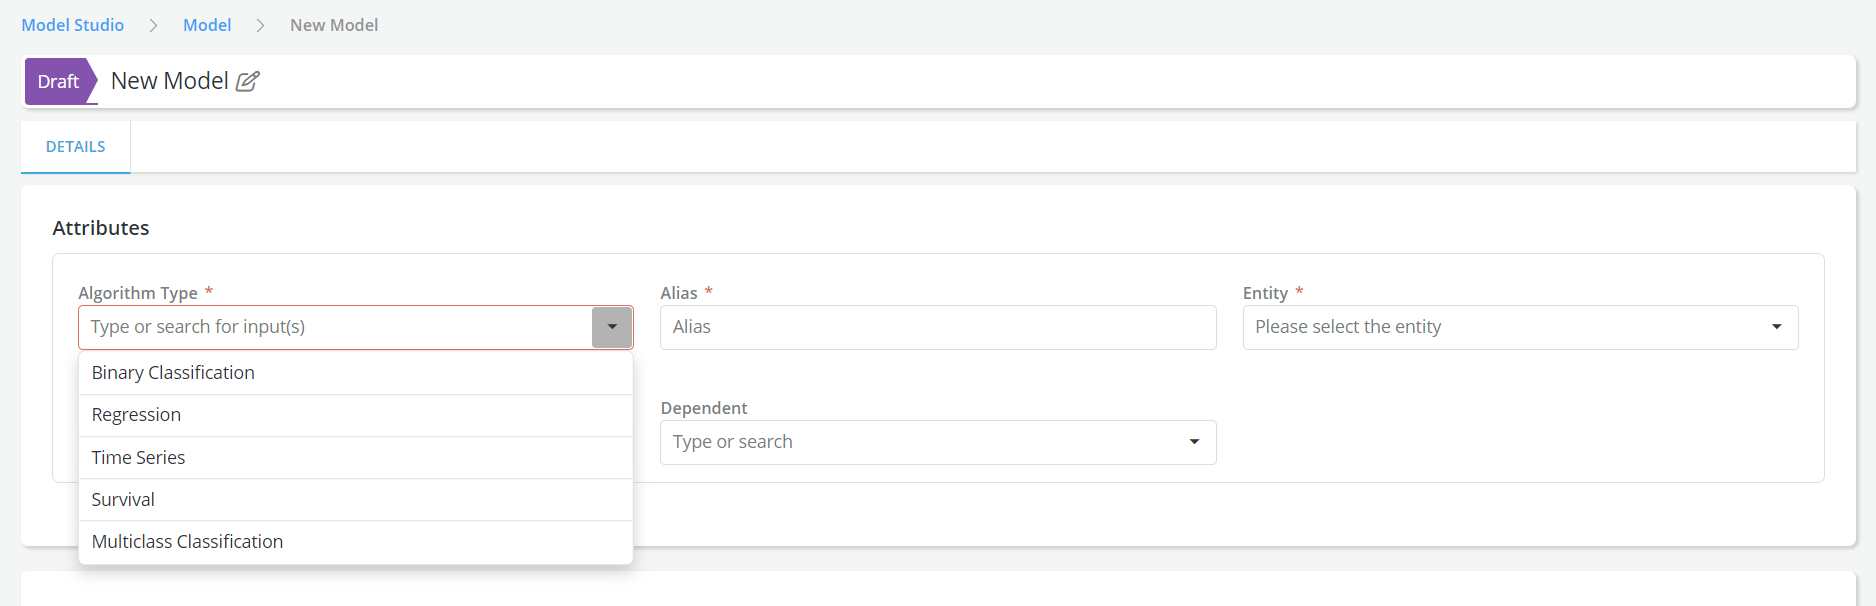 Model Studio > Model > New Model
Draft New Model
DETAILS
Attributes
Algorithm Type * Alias * Entity *
Type or search for input(s) Alias Please select the entity
Binary Classification
Dependent
Regression
Type or search
Time Series
Survival
Multiclass Classification